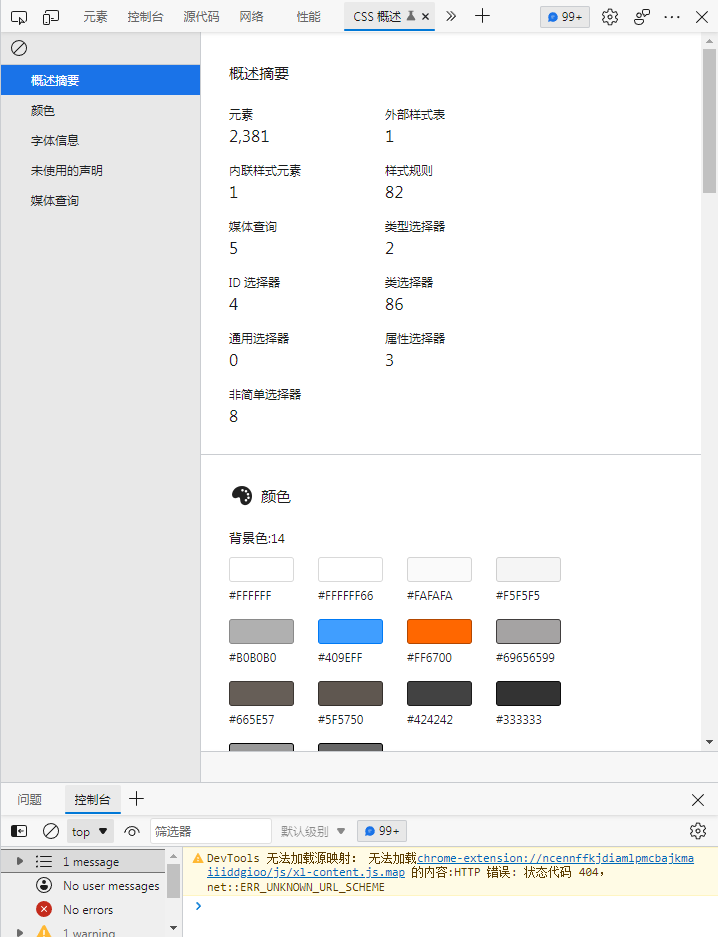 元素 控制台 源代码 网络 性能 CSS 概述 99+
概述摘要
颜色
字体信息
未使用的声明
媒体查询
概述摘要
元素 外部样式表
2,381 1
内联样式元素 样式规则
1 82
媒体查询 类型选择器
5 2
ID 选择器 类选择器
4 86
通用选择器 属性选择器
0 3
非简单选择器
8
颜色
背景色:14
#FFFFFF #FFFFFF66 #FAFAFA #F5F5F5
#B0B0B0 #409EFF #FF6700 #69656599
#665E57 #5F5750 #424242 #333333
问题 控制台
top 筛选器 默认级别 99+
1 message
No user messages
No errors
1 warning
DevTools 无法加载源映射: 无法加载chrome-extension://ncennffkjdiamlpmcbajkma
iiiddgioo/js/xl-content.js.map 的内容:HTTP 错误: 状态代码 404,
net::ERR_UNKNOWN_URL_SCHEME